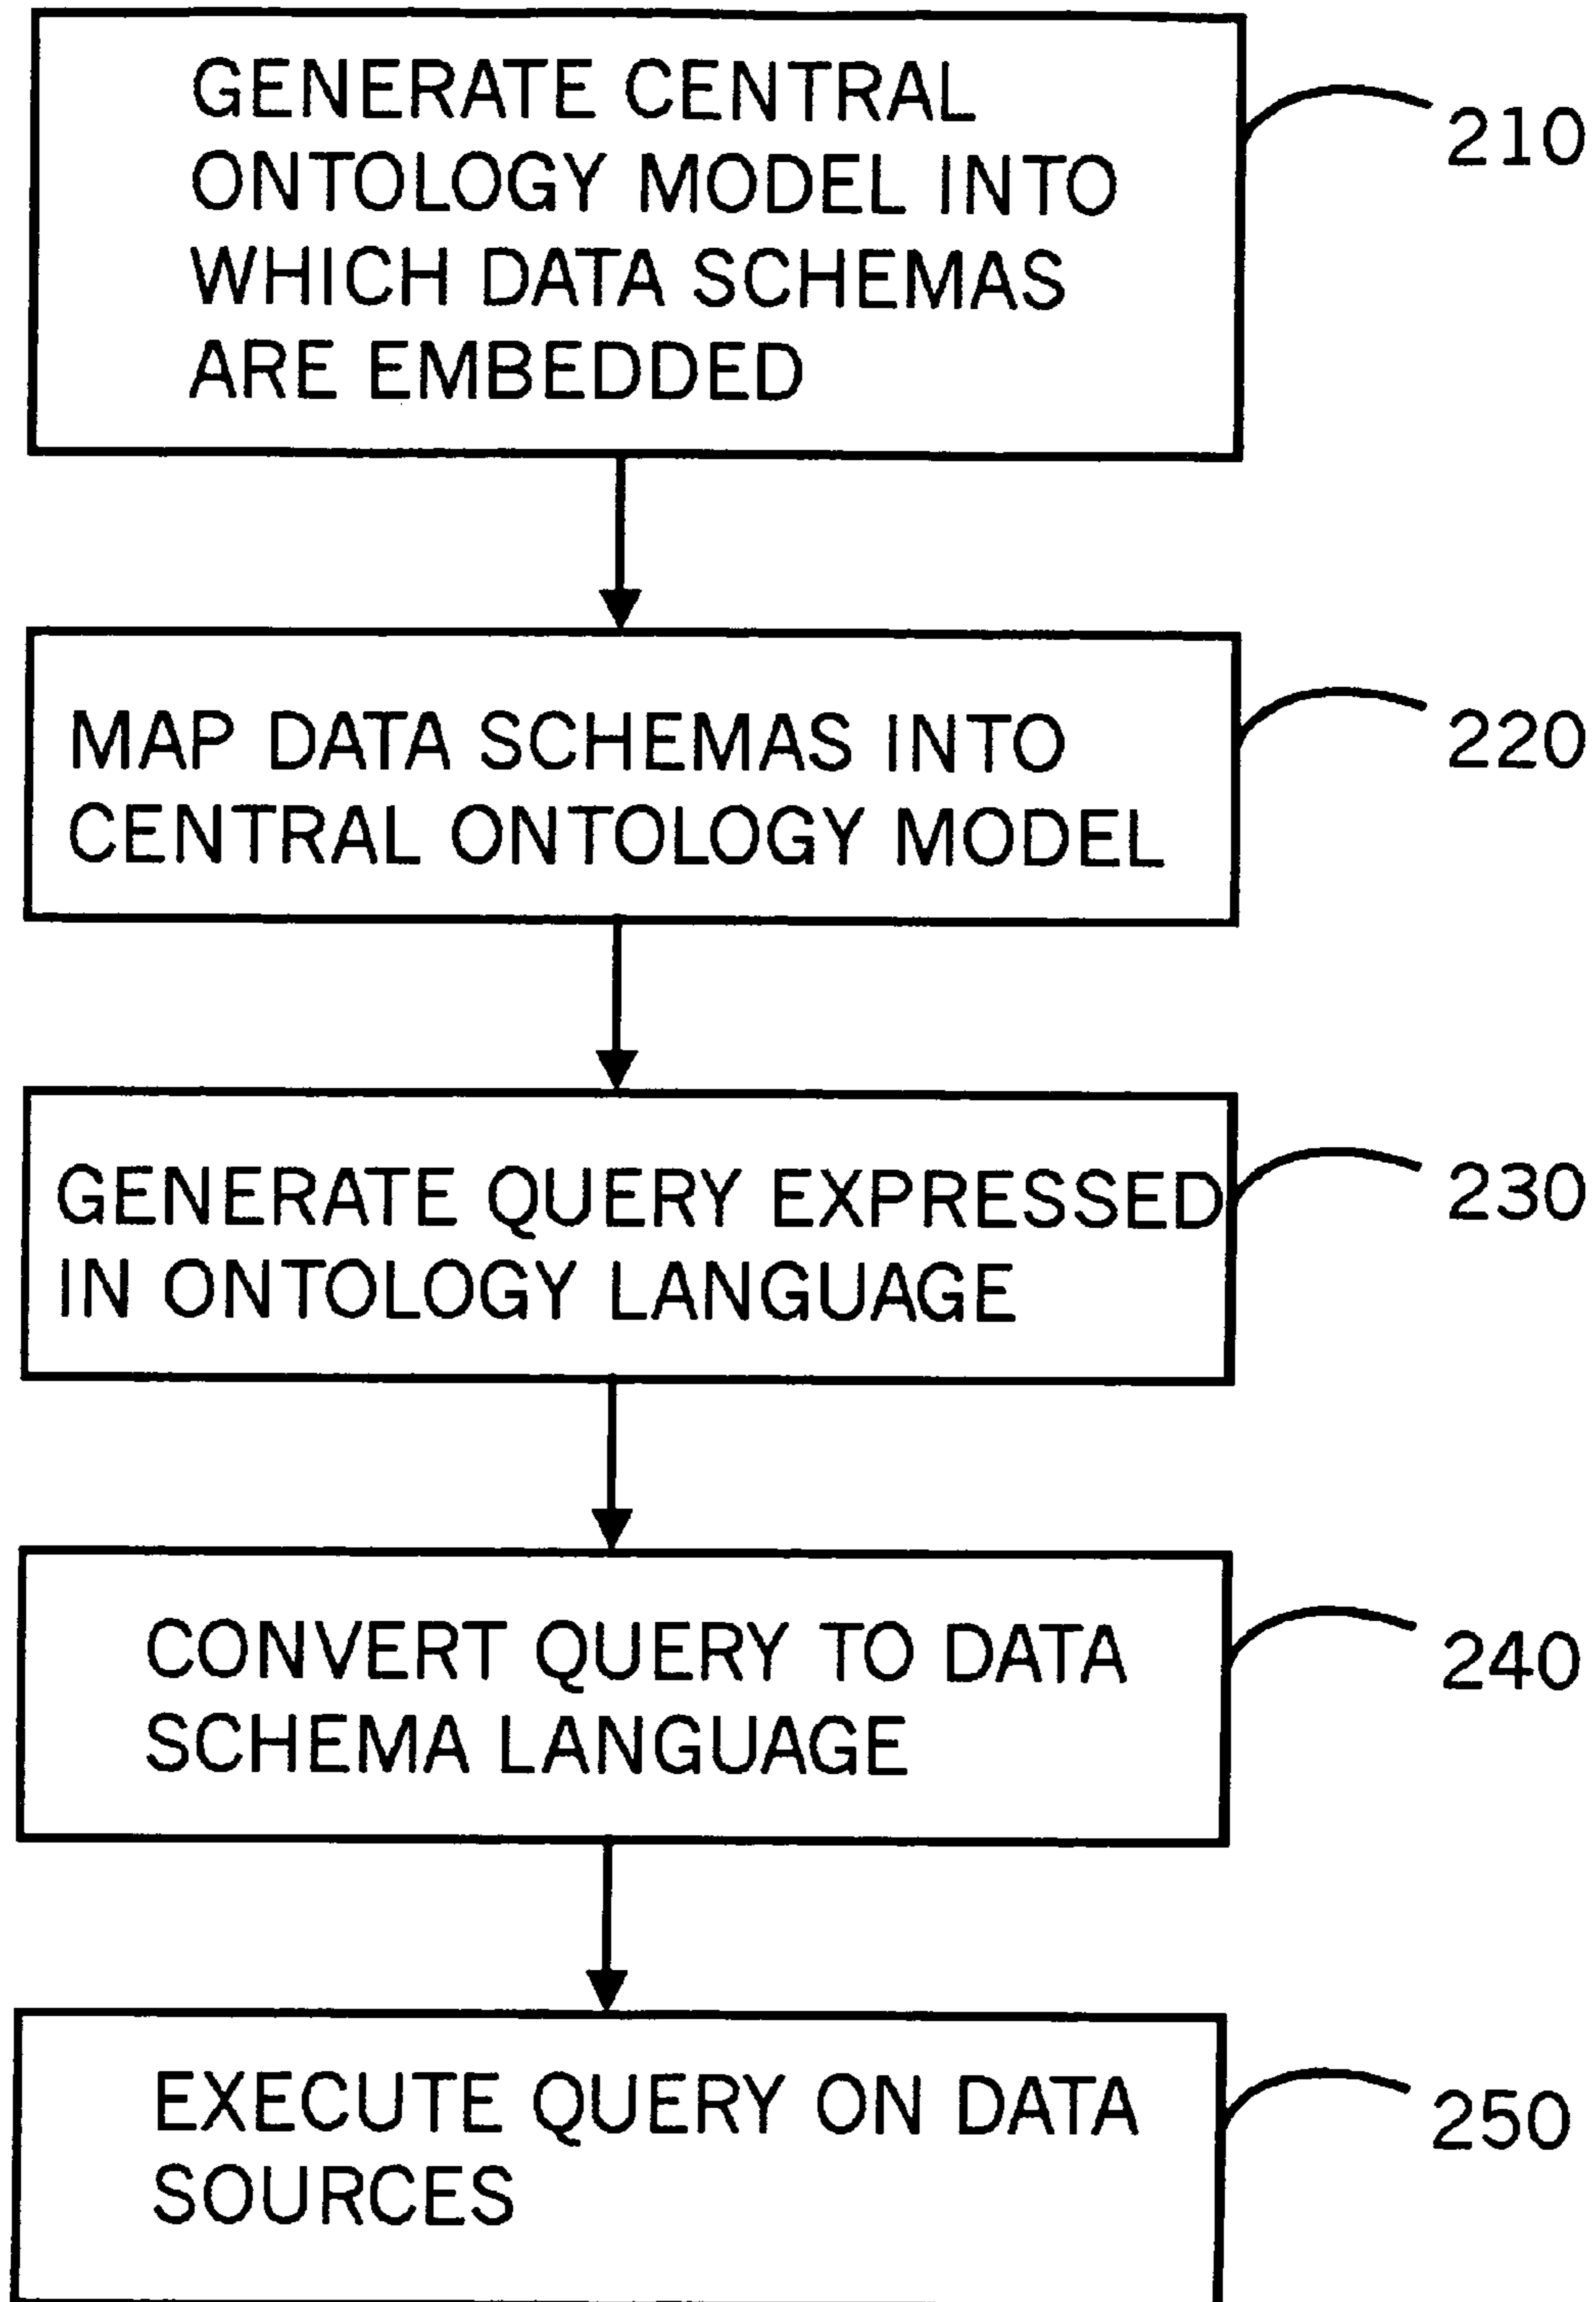 GENERATE CENTRAL
ONTOLOGY MODEL INTO
WHICH DATA SCHEMAS
ARE EMBEDDED
210
MAP DATA SCHEMAS INTO
CENTRAL ONTOLOGY MODEL
220
GENERATE QUERY EXPRESSED
IN ONTOLOGY LANGUAGE
230
CONVERT QUERY TO DATA
SCHEMA LANGUAGE
240
EXECUTE QUERY ON DATA
SOURCES
250